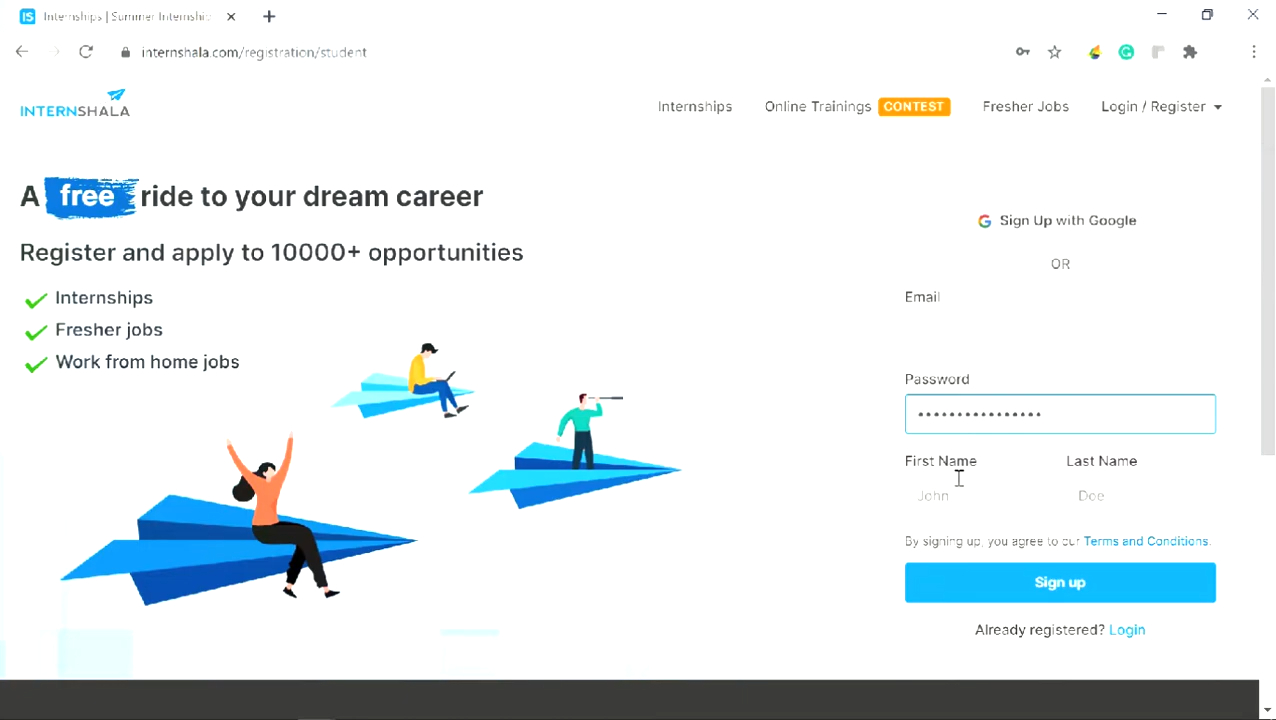 IS Internships | Summer Internship
internshala.com/registration/student
INTERNSHALA
Internships
Online Trainings CONTEST
Fresher Jobs
Login / Register
A free ride to your dream career
Register and apply to 10000+ opportunities
Internships
Fresher jobs
Work from home jobs
Sign Up with Google
OR
Email
Password
••••••••••••••••
First Name
Last Name
John
Doe
By signing up, you agree to our Terms and Conditions.
Sign up
Already registered? Login